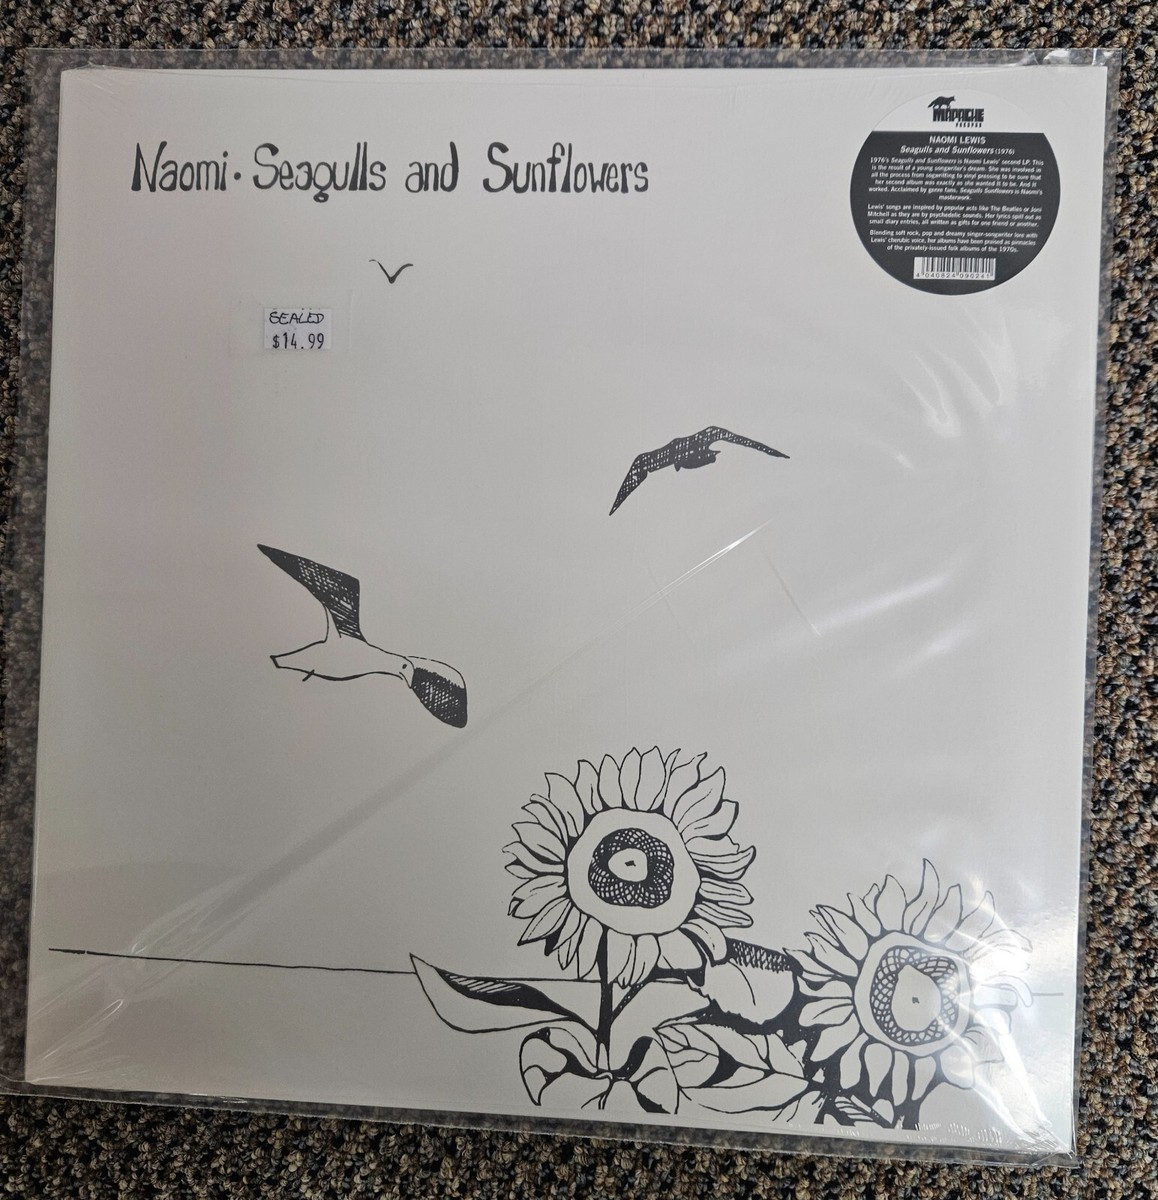 Naomi • Seagulls and Sunflowers
SEALED
$14.99
MAPACHE
RECORDS
NAOMI LEWIS
Seagulls and Sunflowers (1976)
1976's Seagulls and Sunflowers is Naomi Lewis' second LP. This
is the result of a young songwriter's dream. She was involved in
all the process from sogwritting to vinyl pressing to be sure that
her second album was exactly as she wanted it to be. And it
worked. Acclaimed by genre fans, Seagulls Sunflowers is Naomi's
masterwork.
Lewis' songs are inspired by popular acts like The Beatles or Joni
Mitchell as they are by psychedelic sounds. Her lyrics spill out as
small diary entries, all written as gifts for one friend or another.
Blending soft rock, pop and dreamy singer-songwriter lore with
Lewis' cherubic voice, her albums have been praised as pinnacles
of the privately-issued folk albums of the 1970s.
4 040824 090241